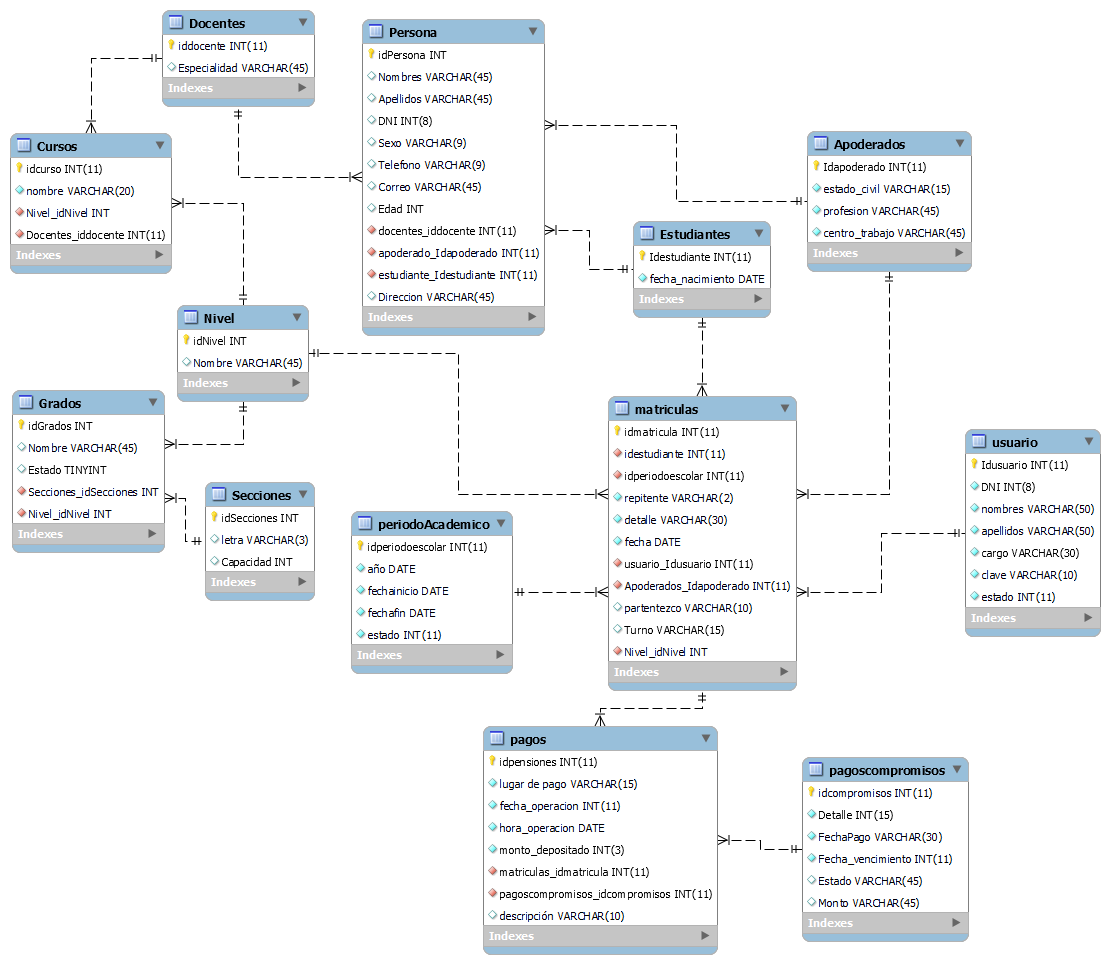 Docentes
iddocente INT(11)
Especialidad VARCHAR(45)
Indexes
Persona
idPersona INT
Nombres VARCHAR(45)
Apellidos VARCHAR(45)
DNI INT(8)
Sexo VARCHAR(9)
Telefono VARCHAR(9)
Correo VARCHAR(45)
Edad INT
docentes_iddocente INT(11)
apoderado_Idapoderado INT(11)
estudiante_Idestudiante INT(11)
Direccion VARCHAR(45)
Indexes
Cursos
idcurso INT(11)
nombre VARCHAR(20)
Nivel_idNivel INT
Docentes_iddocente INT(11)
Indexes
Apoderados
Idapoderado INT(11)
estado_civil VARCHAR(15)
profesion VARCHAR(45)
centro_trabajo VARCHAR(45)
Indexes
Estudiantes
Idestudiante INT(11)
fecha_nacimiento DATE
Indexes
Nivel
idNivel INT
Nombre VARCHAR(45)
Indexes
Grados
idGrados INT
Nombre VARCHAR(45)
Estado TINYINT
Secciones_idSecciones INT
Nivel_idNivel INT
Indexes
Secciones
idSecciones INT
letra VARCHAR(3)
Capacidad INT
Indexes
periodoAcademico
idperiodoescolar INT(11)
año DATE
fechainicio DATE
fechafin DATE
estado INT(11)
Indexes
matriculas
idmatricula INT(11)
idestudiante INT(11)
idperiodoescolar INT(11)
repitente VARCHAR(2)
detalle VARCHAR(30)
fecha DATE
usuario_Idusuario INT(11)
Apoderados_Idapoderado INT(11)
partentezco VARCHAR(10)
Turno VARCHAR(15)
Nivel_idNivel INT
Indexes
usuario
Idusuario INT(11)
DNI INT(8)
nombres VARCHAR(50)
apellidos VARCHAR(50)
cargo VARCHAR(30)
clave VARCHAR(10)
estado INT(11)
Indexes
pagos
idpensiones INT(11)
lugar de pago VARCHAR(15)
fecha_operacion INT(11)
hora_operacion DATE
monto_depositado INT(3)
matriculas_idmatricula INT(11)
pagoscompromisos_idcompromisos INT(11)
descripción VARCHAR(10)
Indexes
pagoscompromisos
idcompromisos INT(11)
Detalle INT(15)
FechaPago VARCHAR(30)
Fecha_vencimiento INT(11)
Estado VARCHAR(45)
Monto VARCHAR(45)
Indexes